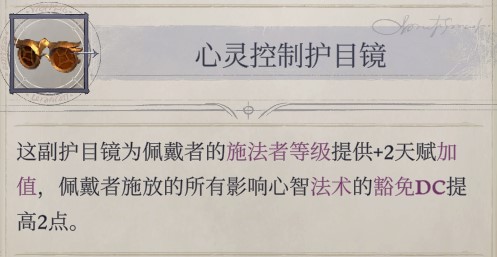 心灵控制护目镜
这副护目镜为佩戴者的施法者等级提供+2天赋加
值，佩戴者施放的所有影响心智法术的豁免DC提
高2点。